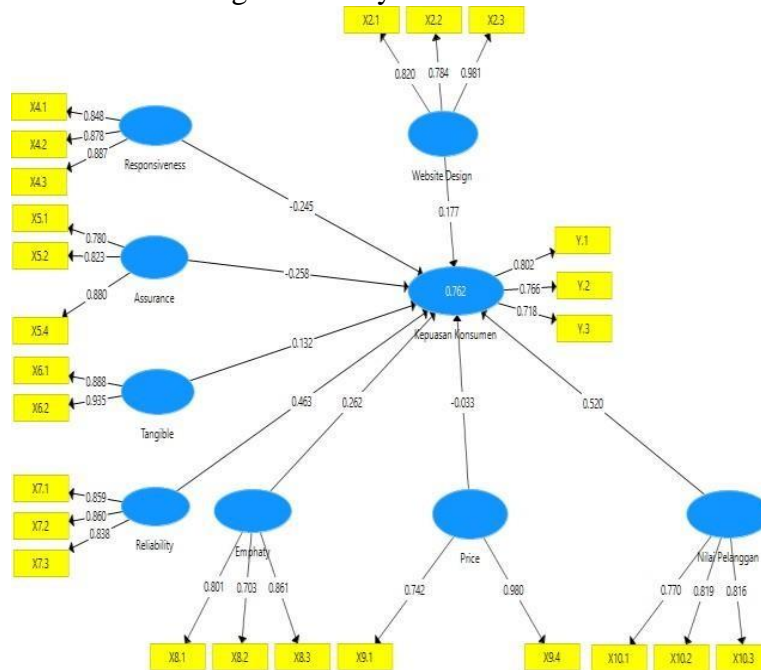 X2.1
X2.2
X2.3
0.820
0.784
0.981
Website Design
0.177
X4.1
X4.2
X4.3
0.848
0.878
0.887
Responsiveness
-0.245
X5.1
X5.2
X5.4
0.780
0.823
0.880
Assurance
-0.258
0.762
Kepuasan Konsumen
Y.1
Y.2
Y.3
0.802
0.766
0.718
X6.1
X6.2
0.888
0.935
Tangible
0.132
X7.1
X7.2
X7.3
0.859
0.860
0.838
Reliability
0.463
Emphaty
0.262
0.801
0.703
0.861
X8.1
X8.2
X8.3
Price
-0.033
0.742
0.980
X9.1
X9.4
Nilai Pelanggan
0.520
0.770
0.819
0.816
X10.1
X10.2
X10.3